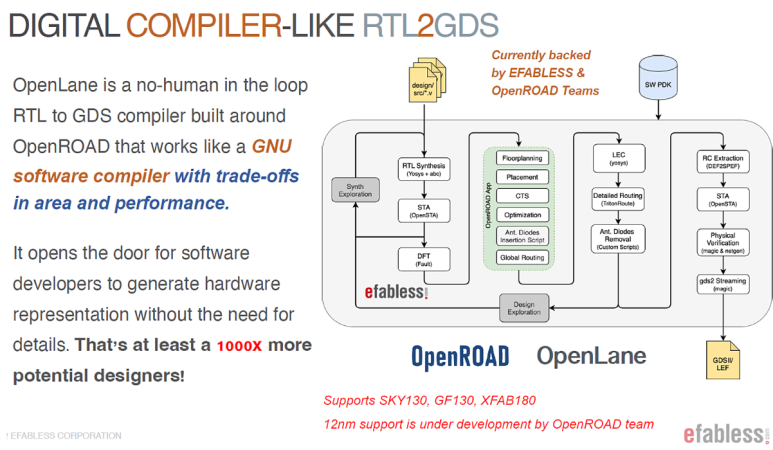 DIGITAL COMPILER-LIKE RTL2GDS
OpenLane is a no-human in the loop
RTL to GDS compiler built around
OpenROAD that works like a GNU
software compiler with trade-offs
in area and performance.
It opens the door for software
developers to generate hardware
representation without the need for
details. That's at least a 1000X more
potential designers!
Currently backed
by EFABLESS &
OpenROAD Teams
design/
src/*.v
SW PDK
Synth
Exploration
RTL Synthesis
(Yosys + abc)
STA
(OpenSTA)
DFT
(Fault)
OpenROAD App
Floorplanning
Placement
CTS
Optimization
Ant. Diodes
Insertion Script
Global Routing
LEC
(yosys)
Detailed Routing
(TritonRoute)
Ant. Diodes
Removal
(Custom Scripts)
RC Extraction
(DEF2SPEF)
STA
(OpenSTA)
Physical
Verification
(magic & netgen)
gds2 Streaming
(magic)
Design
Exploration
efabless
GDSII/
LEF
OpenROAD
OpenLane
Supports SKY130, GF130, XFAB180
12nm support is under development by OpenROAD team
! EFABLESS CORPORATION
efabless